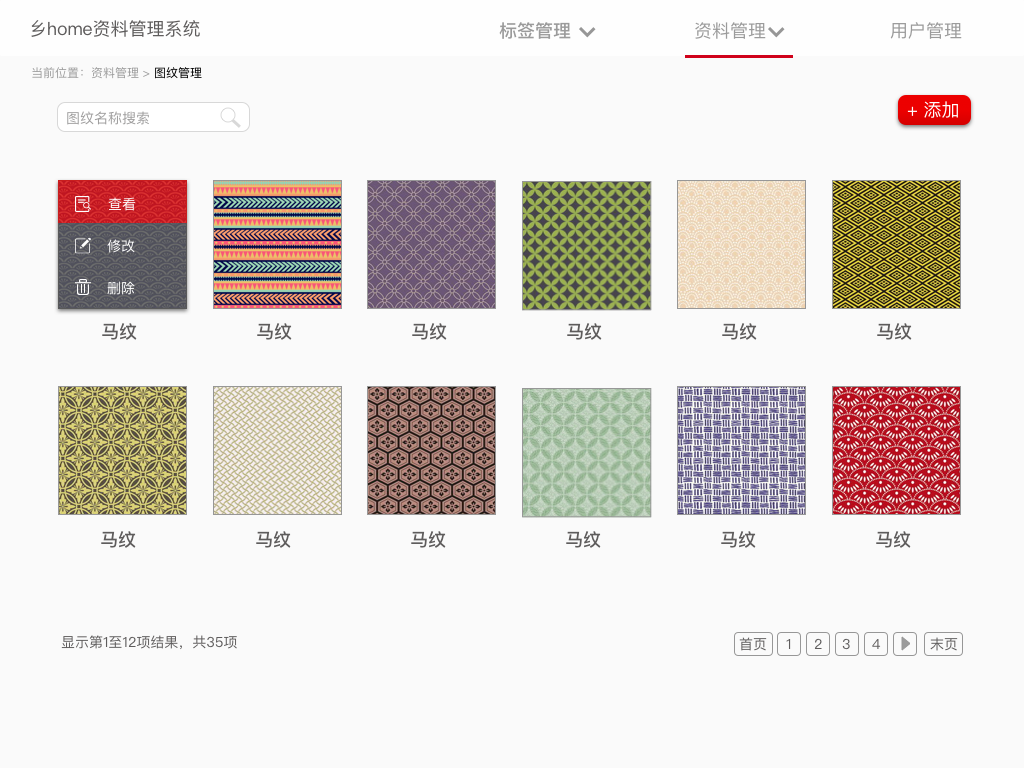 乡home资料管理系统
标签管理
资料管理
用户管理
当前位置：资料管理 > 图纹管理
图纹名称搜索
+ 添加
查看
修改
删除
马纹 马纹 马纹 马纹 马纹 马纹
马纹 马纹 马纹 马纹 马纹 马纹
显示第1至12项结果，共35项
首页 1 2 3 4 末页